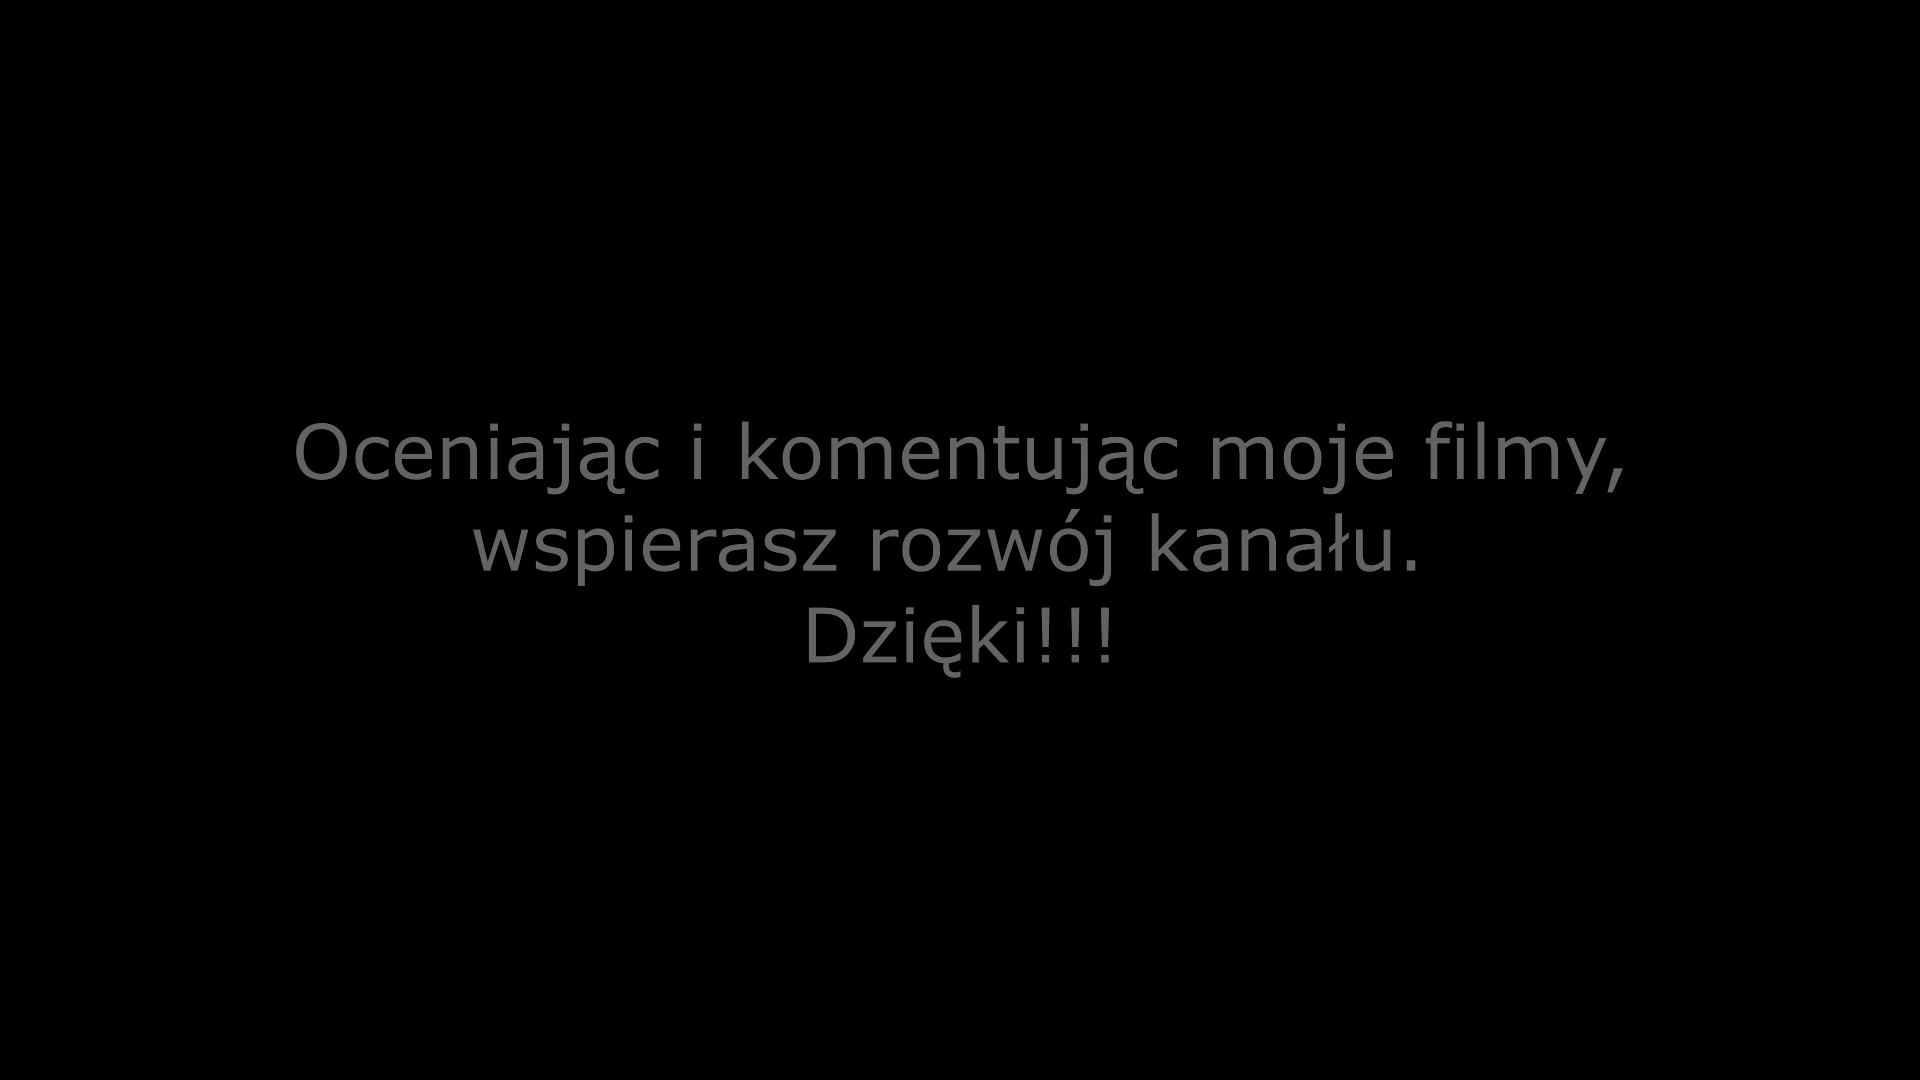 Oceniając i komentując moje filmy,
wspierasz rozwój kanału.
Dzięki!!!